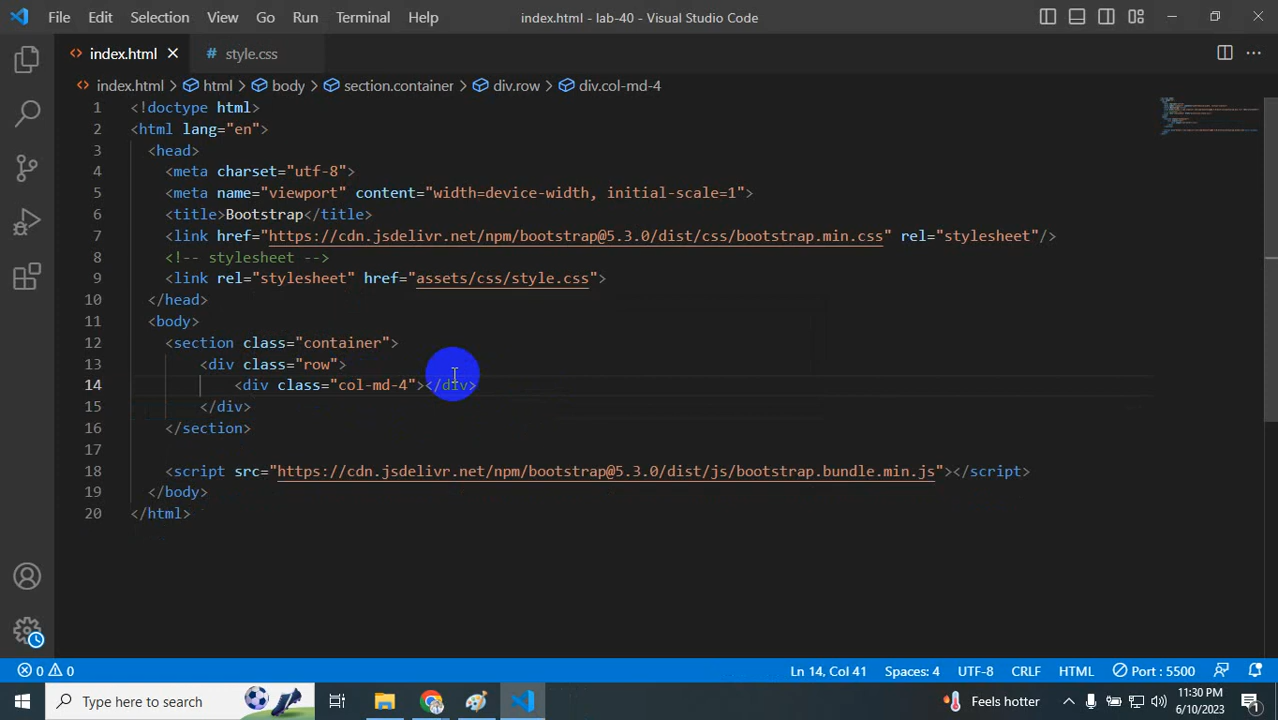 File Edit Selection View Go Run Terminal Help index.html - lab-40 - Visual Studio Code
index.html # style.css
index.html html body section.container div.row div.col-md-4
1 <!doctype html>
2 <html lang="en">
3 <head>
4 <meta charset="utf-8">
5 <meta name="viewport" content="width=device-width, initial-scale=1">
6 <title>Bootstrap</title>
7 <link href="https://cdn.jsdelivr.net/npm/bootstrap@5.3.0/dist/css/bootstrap.min.css" rel="stylesheet"/>
8 <!-- stylesheet -->
9 <link rel="stylesheet" href="assets/css/style.css">
10 </head>
11 <body>
12 <section class="container">
13 <div class="row">
14 <div class="col-md-4"></div>
15 </div>
16 </section>
17
18 <script src="https://cdn.jsdelivr.net/npm/bootstrap@5.3.0/dist/js/bootstrap.bundle.min.js"></script>
19 </body>
20 </html>
0 0 Ln 14, Col 41 Spaces: 4 UTF-8 CRLF HTML Port : 5500
Type here to search Feels hotter 11:30 PM
6/10/2023 1